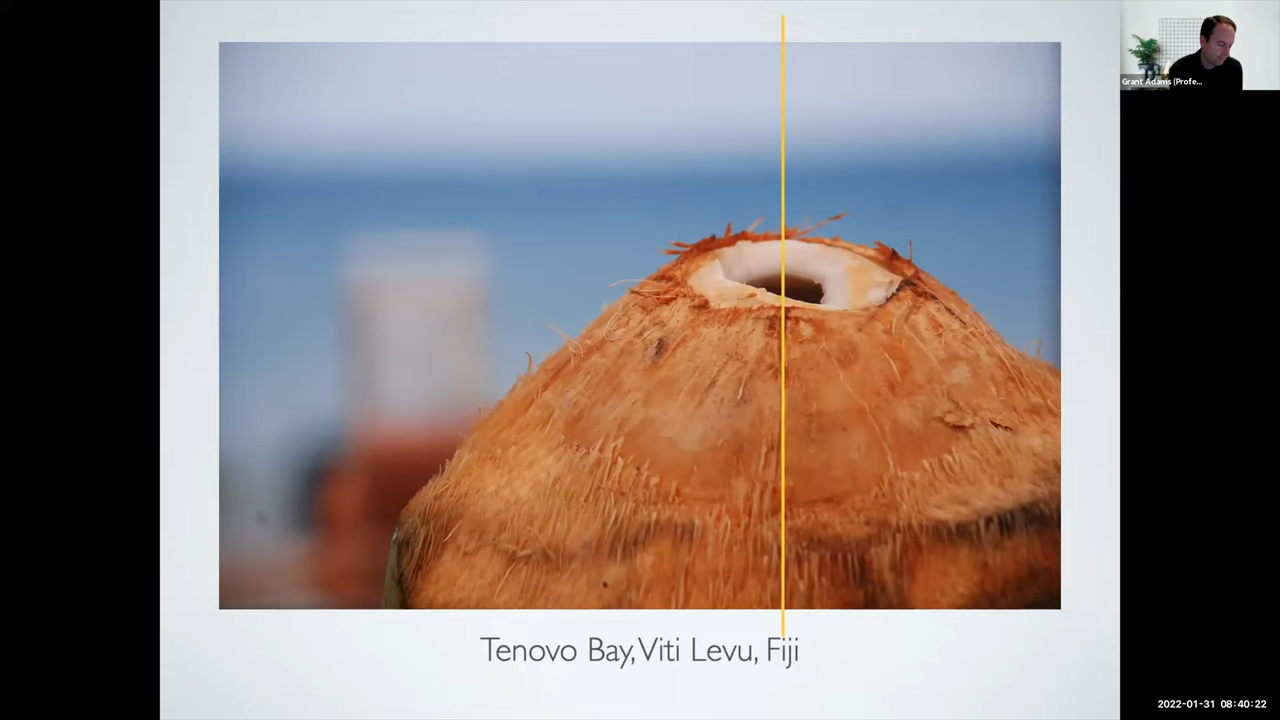 Grant Adams (Profe...
Tenovo Bay, Viti Levu, Fiji
2022-01-31 08:40:22